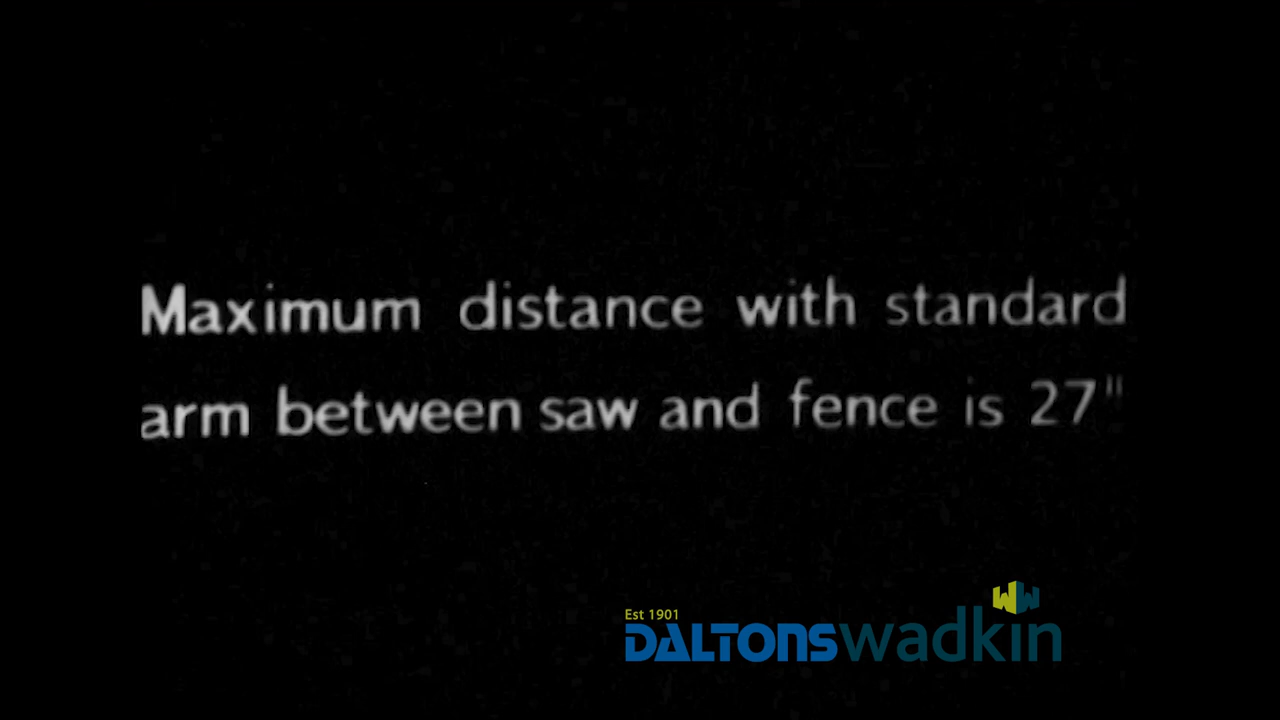 Maximum distance with standard
arm between saw and fence is 27"
Est 1901
DALTONSwadkin